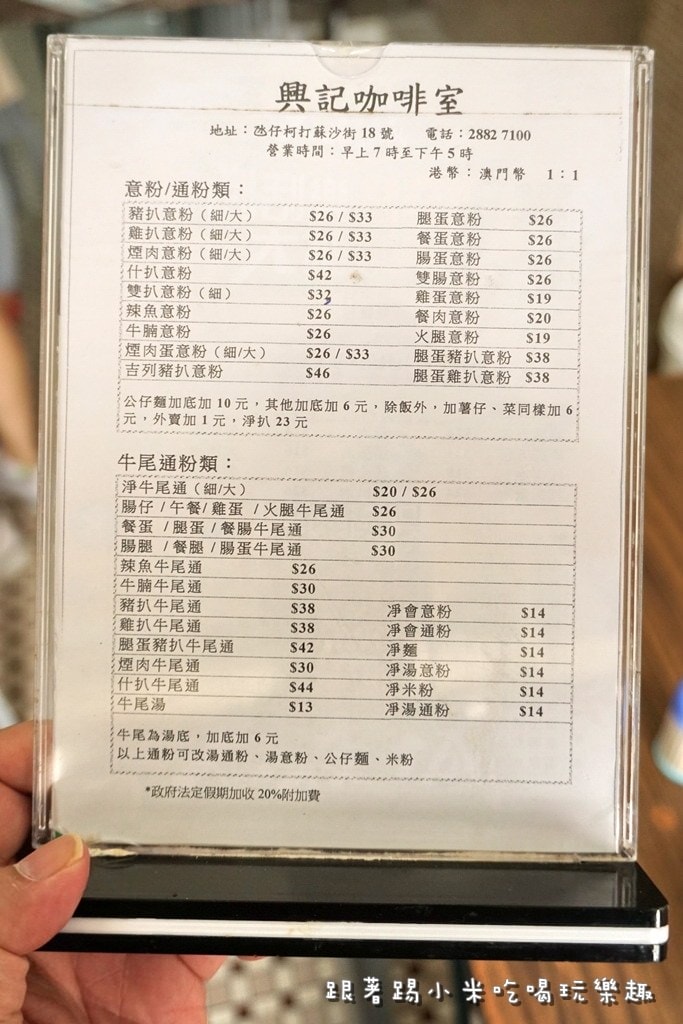 興記咖啡室
地址：氹仔柯打蘇沙街 18 號 電話：2882 7100
營業時間：早上 7 時至下午 5 時
港幣：澳門幣 1：1
意粉/通粉類：
豬扒意粉（細/大） $26 / $33 腿蛋意粉 $26
雞扒意粉（細/大） $26 / $33 餐蛋意粉 $26
煙肉意粉（細/大） $26 / $33 腸蛋意粉 $26
什扒意粉 $42 雙腸意粉 $26
雙扒意粉（細） $32 雞蛋意粉 $19
辣魚意粉 $26 餐肉意粉 $20
牛腩意粉 $26 火腿意粉 $19
煙肉蛋意粉（細/大） $26 / $33 腿蛋豬扒意粉 $38
吉列豬扒意粉 $46 腿蛋雞扒意粉 $38
公仔麵加底加 10 元，其他加底加 6 元，除飯外，加薯仔、菜同樣加 6
元，外賣加 1 元，淨扒 23 元
牛尾通粉類：
淨牛尾通（細/大） $20 / $26
腸仔 / 午餐/ 雞蛋 / 火腿牛尾通 $26
餐蛋 / 腿蛋 / 餐腸牛尾通 $30
腸腿 / 餐腿 / 腸蛋牛尾通 $30
辣魚牛尾通 $26
牛腩牛尾通 $30
豬扒牛尾通 $38 凈會意粉 $14
雞扒牛尾通 $38 凈會通粉 $14
腿蛋豬扒牛尾通 $42 凈麵 $14
煙肉牛尾通 $30 凈湯意粉 $14
什扒牛尾通 $44 凈米粉 $14
牛尾湯 $13 凈湯通粉 $14
牛尾為湯底，加底加 6 元
以上通粉可改湯通粉、湯意粉、公仔麵、米粉
*政府法定假期加收 20%附加費
跟著踢小米吃喝玩樂趣